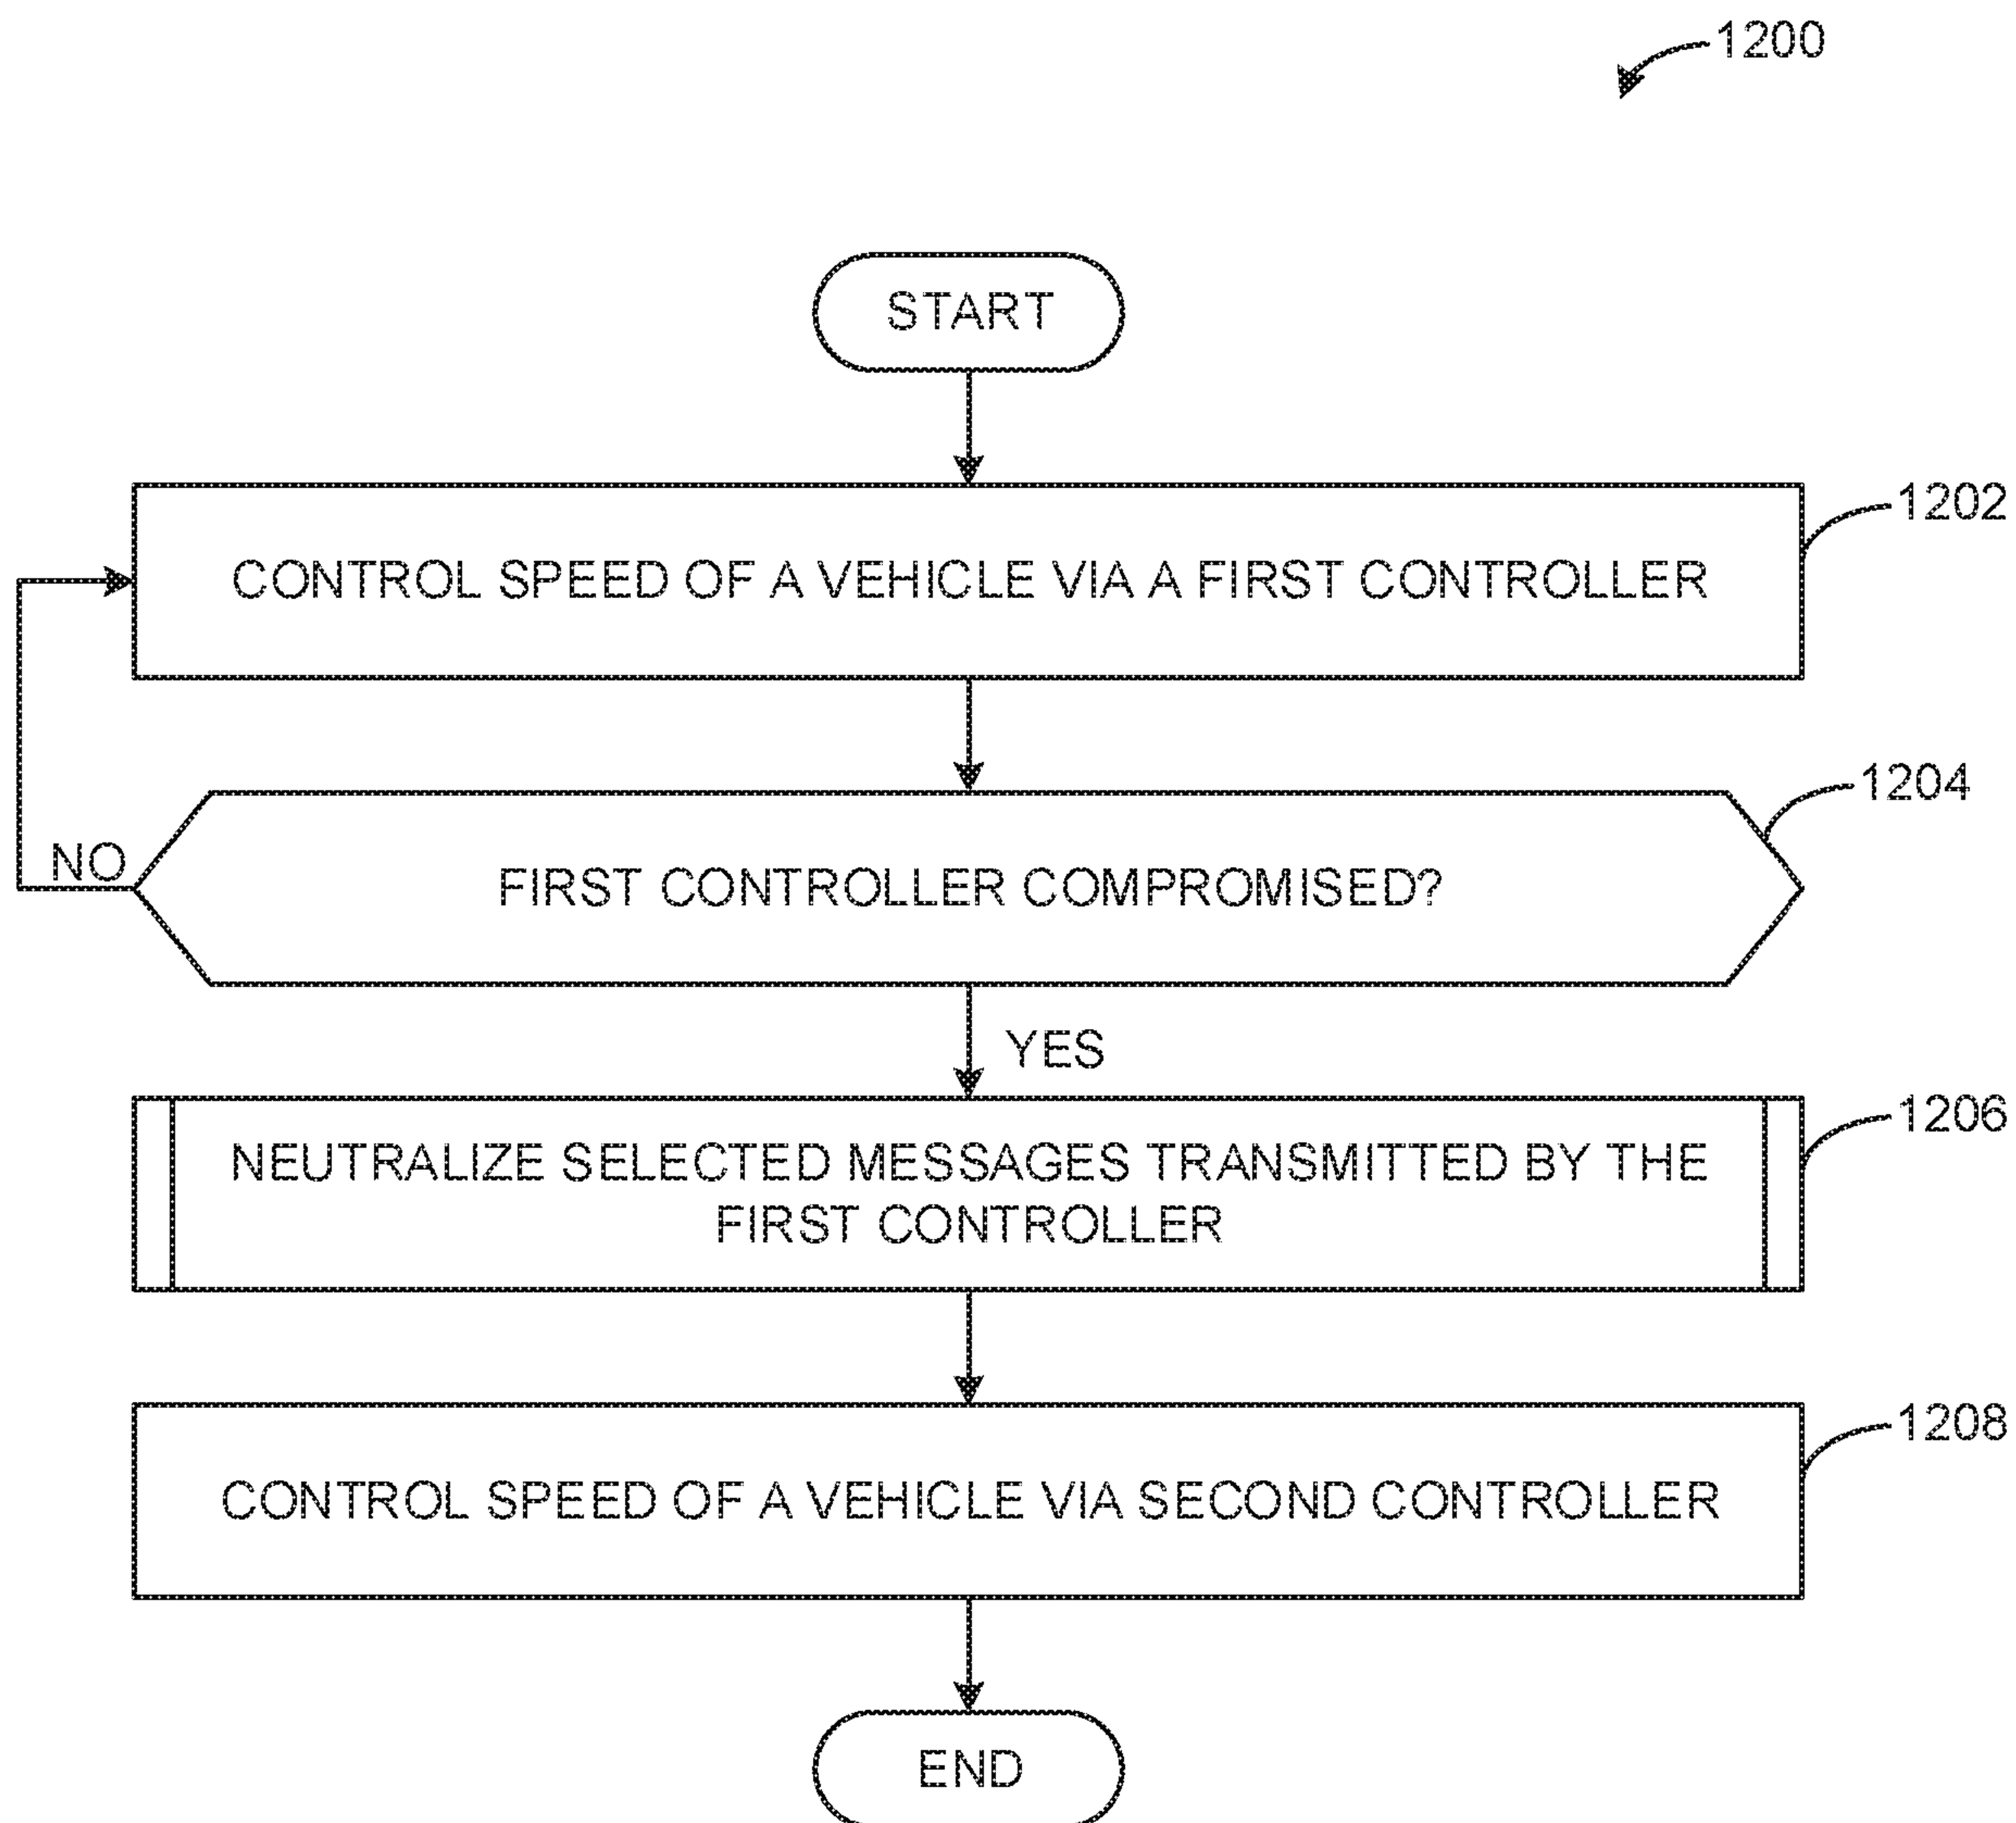 1200
START
1202
CONTROL SPEED OF A VEHICLE VIA A FIRST CONTROLLER
1204
NO
FIRST CONTROLLER COMPROMISED?
YES
1206
NEUTRALIZE SELECTED MESSAGES TRANSMITTED BY THE
FIRST CONTROLLER
1208
CONTROL SPEED OF A VEHICLE VIA SECOND CONTROLLER
END